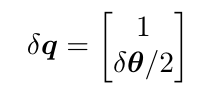 δq = [1
δθ/2]